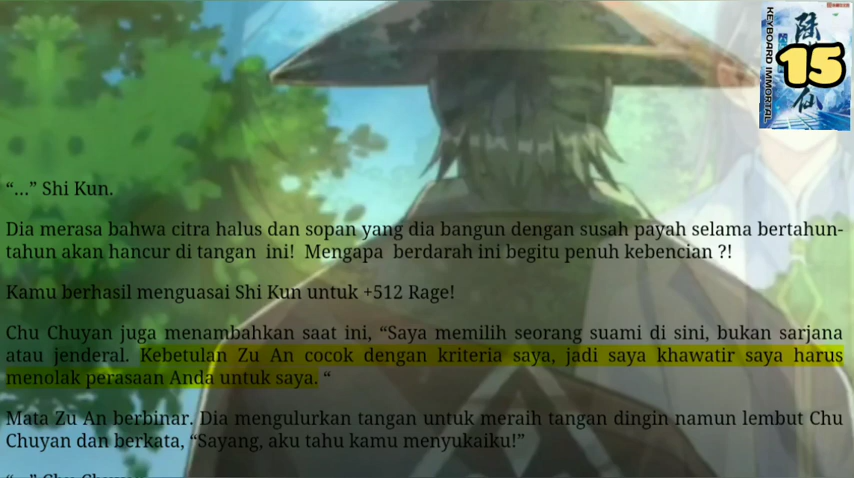 KEYBOARD IMMORTAL
15
“…” Shi Kun.
Dia merasa bahwa citra halus dan sopan yang dia bangun dengan susah payah selama bertahun-
tahun akan hancur di tangan ini! Mengapa berdarah ini begitu penuh kebencian ?!
Kamu berhasil menguasai Shi Kun untuk +512 Rage!
Chu Chuyan juga menambahkan saat ini, “Saya memilih seorang suami di sini, bukan sarjana
atau jenderal. Kebetulan Zu An cocok dengan kriteria saya, jadi saya khawatir saya harus
menolak perasaan Anda untuk saya. “
Mata Zu An berbinar. Dia mengulurkan tangan untuk meraih tangan dingin namun lembut Chu
Chuyan dan berkata, “Sayang, aku tahu kamu menyukaiku!”